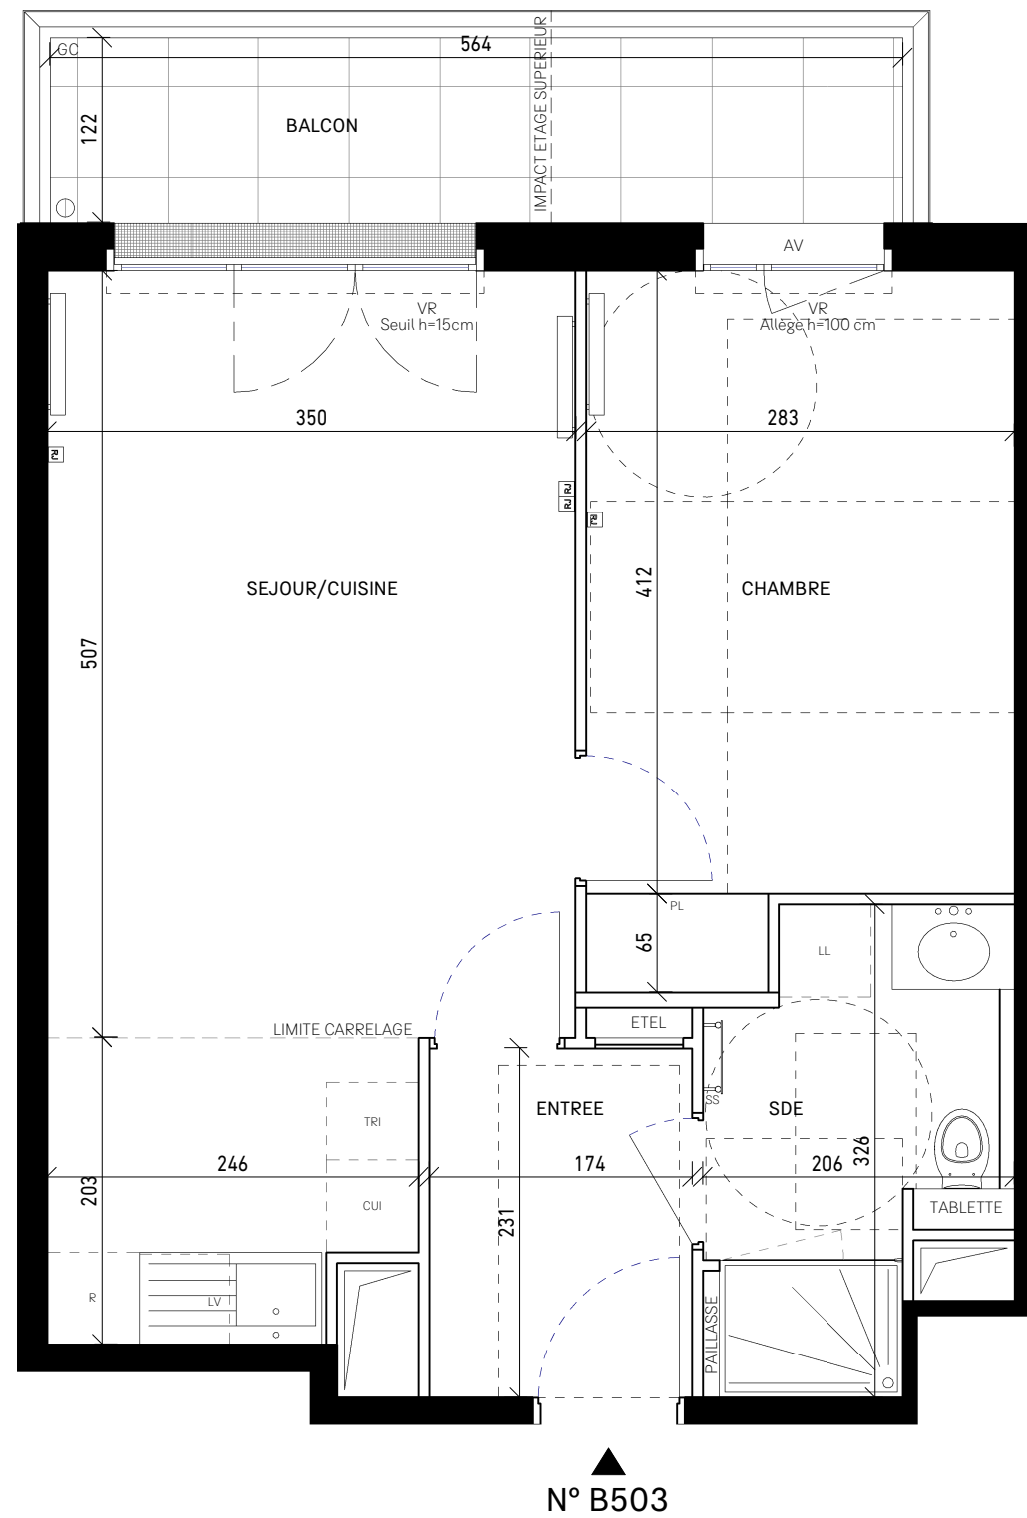 GC
564
IMPACT ETAGE SUPERIEUR
122
BALCON
AV
VR
Seuil h=15cm
VR
Allège h=100 cm
350
283
RJ
RJ
RJ
RJ
SEJOUR/CUISINE
412
CHAMBRE
507
PL
65
LL
LIMITE CARRELAGE
ETEL
SS
ENTREE
SDE
TRI
326
246
174
206
203
CUI
231
TABLETTE
R
LV
PAILLASSE
N° B503